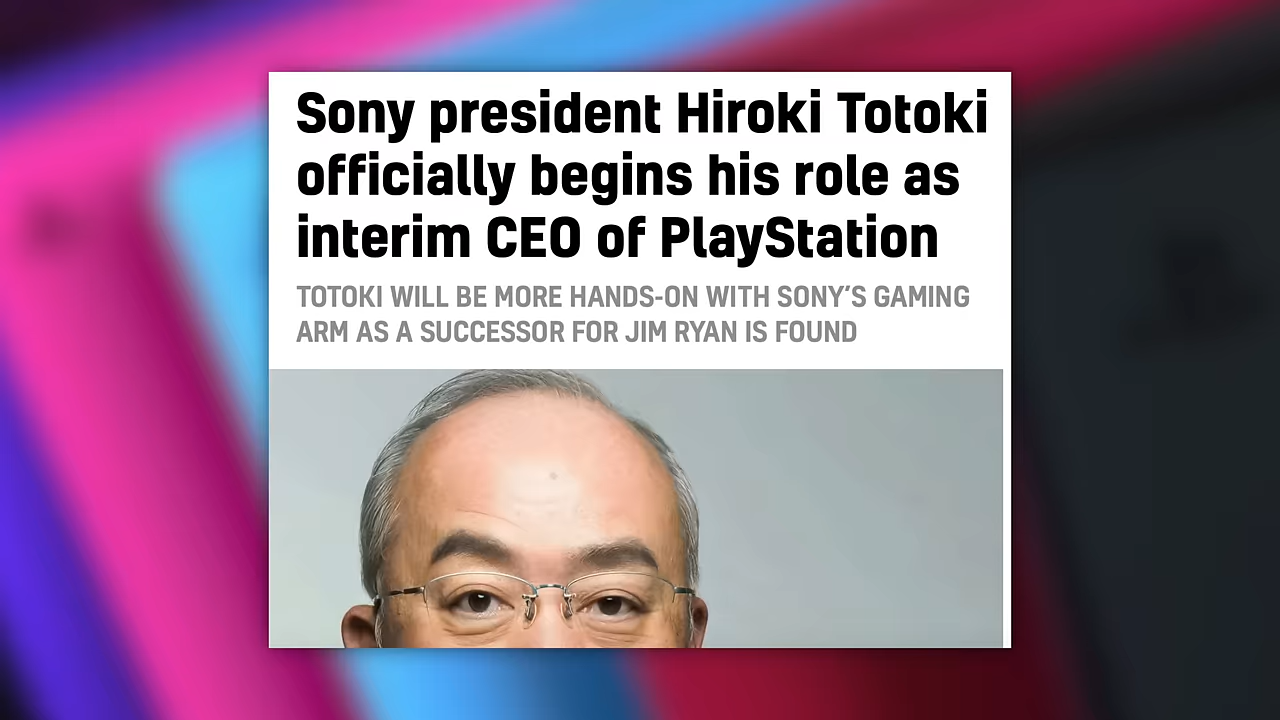 Sony president Hiroki Totoki
officially begins his role as
interim CEO of PlayStation
TOTOKI WILL BE MORE HANDS-ON WITH SONY’S GAMING
ARM AS A SUCCESSOR FOR JIM RYAN IS FOUND